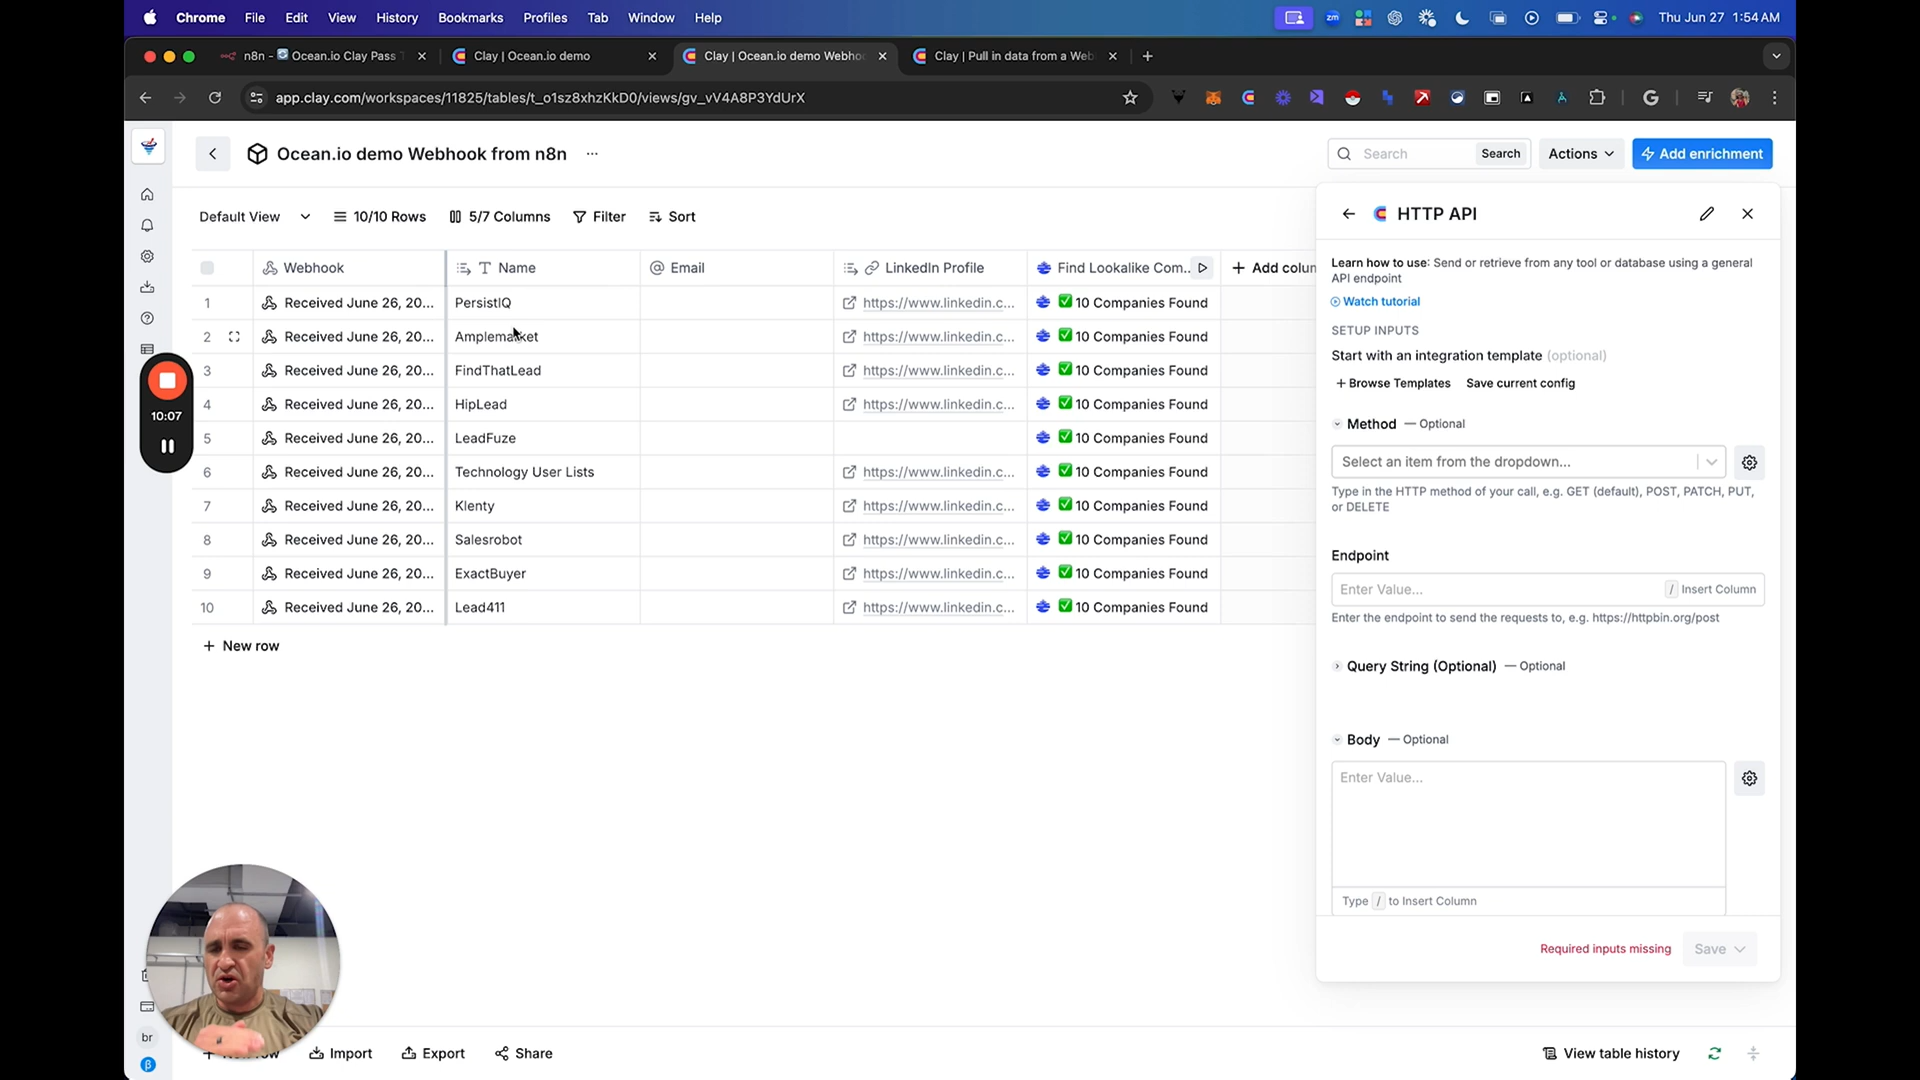 Chrome File Edit View History Bookmarks Profiles Tab Window Help zm Thu Jun 27 1:54 AM
n8n - Ocean.io Clay Pass T Clay | Ocean.io demo Clay | Ocean.io demo Webhoo Clay | Pull in data from a Web
app.clay.com/workspaces/11825/tables/t_o1sz8xhzKkD0/views/gv_vV4A8P3YdUrX
Ocean.io demo Webhook from n8n ... Search Search Actions Add enrichment
Default View 10/10 Rows 5/7 Columns Filter Sort
Webhook Name Email LinkedIn Profile Find Lookalike Com... + Add colum
1 Received June 26, 20... PersistIQ https://www.linkedin.c... 10 Companies Found
2 Received June 26, 20... Amplemarket https://www.linkedin.c... 10 Companies Found
3 Received June 26, 20... FindThatLead https://www.linkedin.c... 10 Companies Found
4 Received June 26, 20... HipLead https://www.linkedin.c... 10 Companies Found
5 Received June 26, 20... LeadFuze 10 Companies Found
6 Received June 26, 20... Technology User Lists https://www.linkedin.c... 10 Companies Found
7 Received June 26, 20... Klenty https://www.linkedin.c... 10 Companies Found
8 Received June 26, 20... Salesrobot https://www.linkedin.c... 10 Companies Found
9 Received June 26, 20... ExactBuyer https://www.linkedin.c... 10 Companies Found
10 Received June 26, 20... Lead411 https://www.linkedin.c... 10 Companies Found
+ New row
10:07
HTTP API
Learn how to use: Send or retrieve from any tool or database using a general
API endpoint
Watch tutorial
SETUP INPUTS
Start with an integration template (optional)
+ Browse Templates Save current config
Method — Optional
Select an item from the dropdown...
Type in the HTTP method of your call, e.g. GET (default), POST, PATCH, PUT,
or DELETE
Endpoint
Enter Value... / Insert Column
Enter the endpoint to send the requests to, e.g. https://httpbin.org/post
Query String (Optional) — Optional
Body — Optional
Enter Value...
Type / to Insert Column
Required inputs missing Save
br
Import Export Share View table history